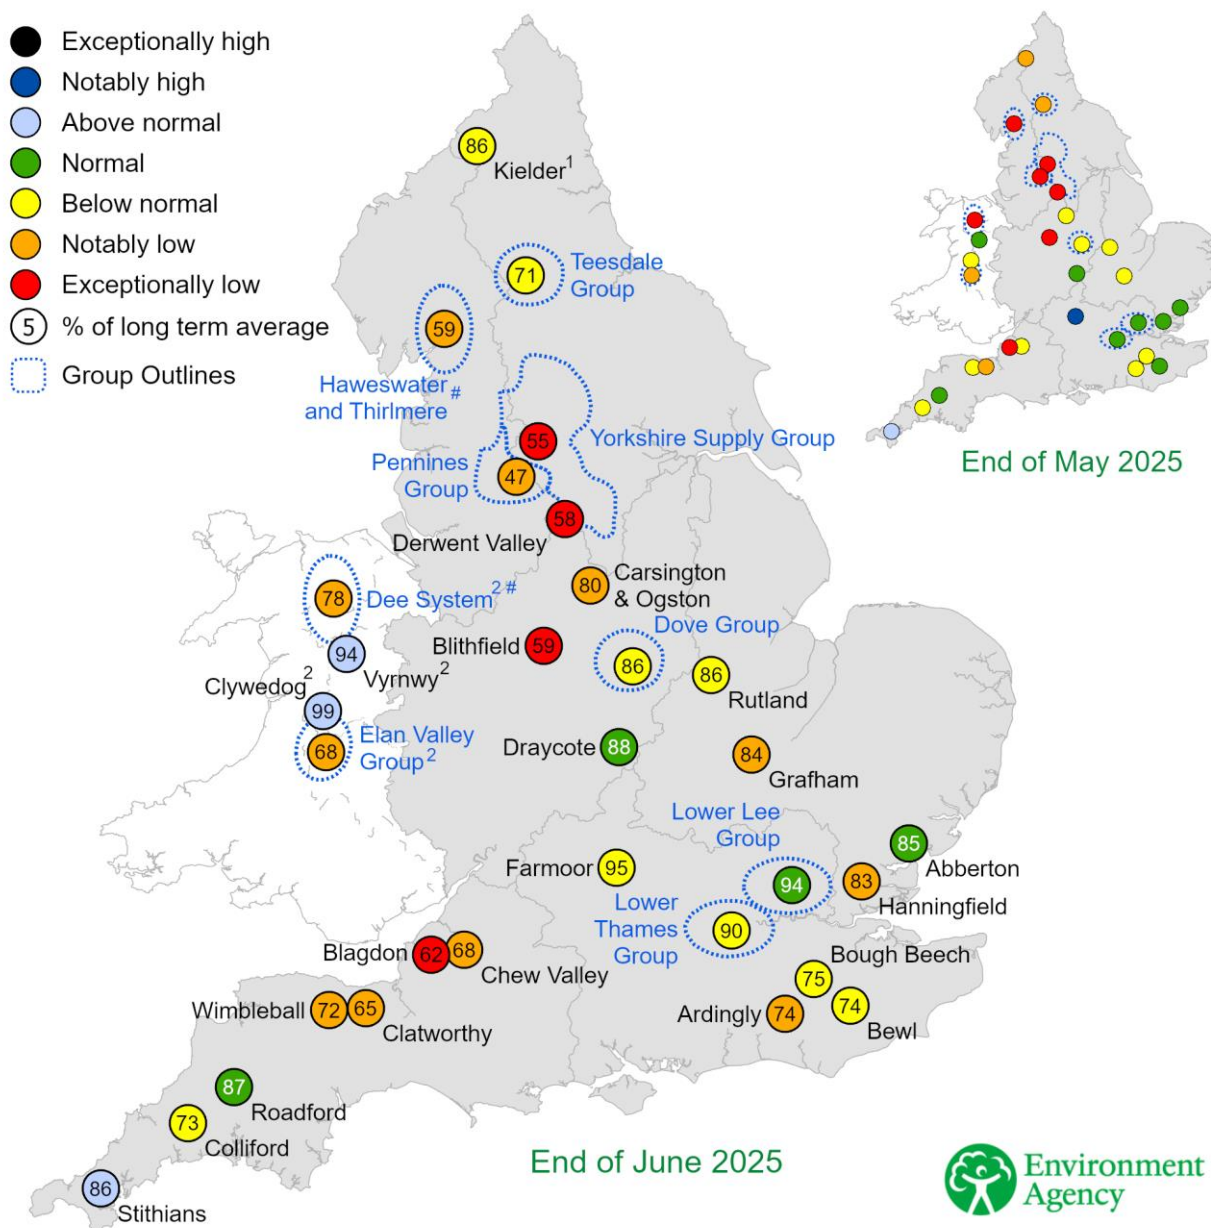 Exceptionally high
Notably high
Above normal
Normal
Below normal
Notably low
Exceptionally low
5 % of long term average
Group Outlines
End of May 2025
86
Kielder1
71
Teesdale
Group
59
Haweswater #
and Thirlmere
55
Yorkshire Supply Group
Pennines
Group
47
58
Derwent Valley
80
Carsington
& Ogston
78
Dee System2 #
Dove Group
86
Blithfield
59
94
Vyrnwy2
86
Rutland
Clywedog2
99
Elan Valley
Group2
68
Draycote
88
84
Grafham
Lower Lee
Group
94
85
Abberton
83
Hanningfield
Farmoor
95
Lower
Thames
Group
90
Bough Beech
75
74
Bewl
Ardingly
74
Blagdon
62
68
Chew Valley
Wimbleball
72
65
Clatworthy
87
Roadford
73
Colliford
86
Stithians
End of June 2025
Environment
Agency